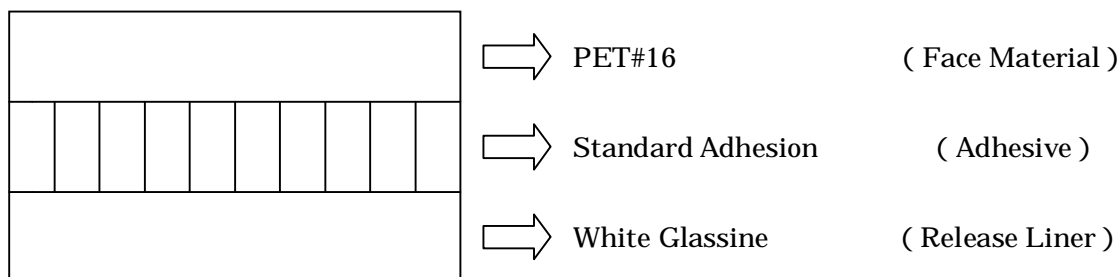 PET#16 ( Face Material )
Standard Adhesion ( Adhesive )
White Glassine ( Release Liner )